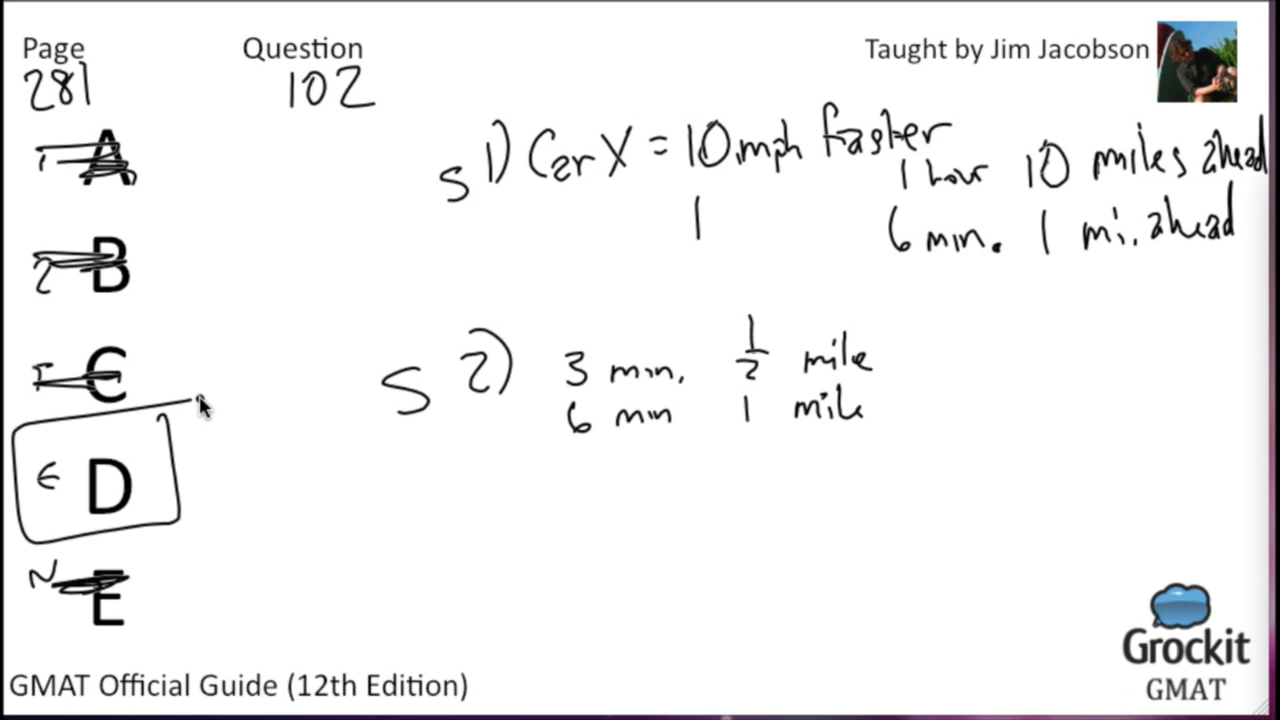 Page Question Taught by Jim Jacobson
281 102
1 A
2 B
T C
E D
N E
S 1) Car X = 10 mph faster
1 hour 10 miles ahead
1 6 min. 1 mi. ahead
S 2) 3 min. 1/2 mile
6 min 1 mile
Grockit
GMAT
GMAT Official Guide (12th Edition)